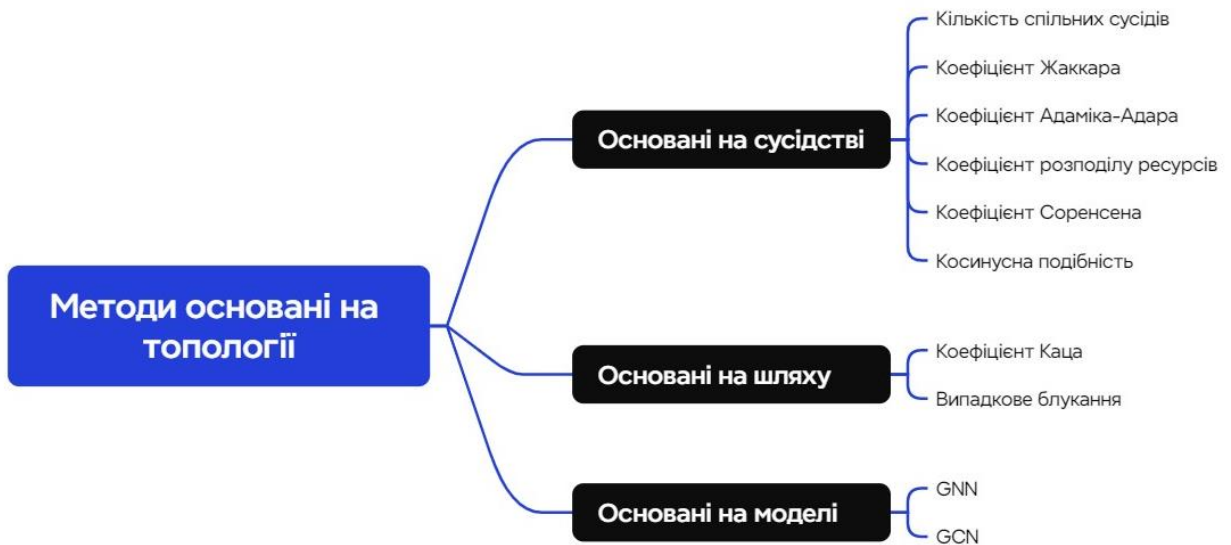 Методи основані на
топології
Основані на сусідстві
Кількість спільних сусідів
Коефіцієнт Жаккара
Коефіцієнт Адаміка-Адара
Коефіцієнт розподілу ресурсів
Коефіцієнт Соренсена
Косинусна подібність
Основані на шляху
Коефіцієнт Каца
Випадкове блукання
Основані на моделі
GNN
GCN